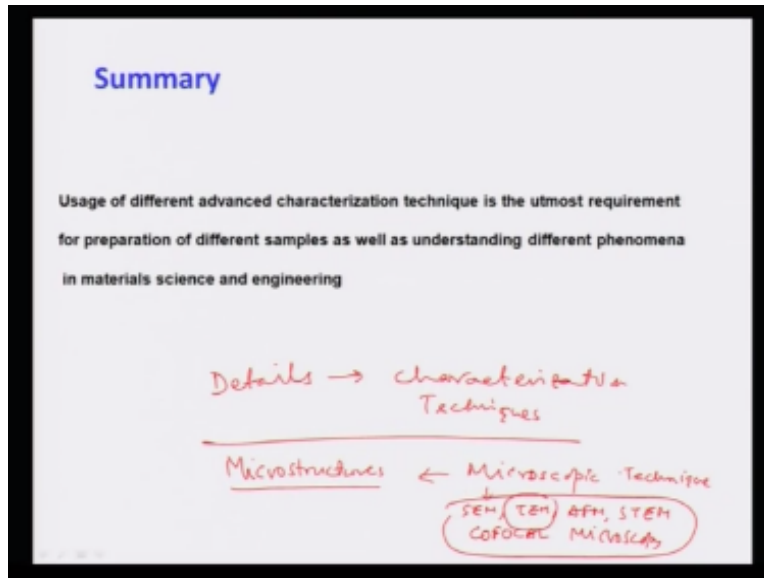 Summary
Usage of different advanced characterization technique is the utmost requirement
for preparation of different samples as well as understanding different phenomena
in materials science and engineering
Details → Characterization
Techniques
Microstructures ← Microscopic Technique
SEM, TEM, AFM, STEM
COFOCAL Microscopy